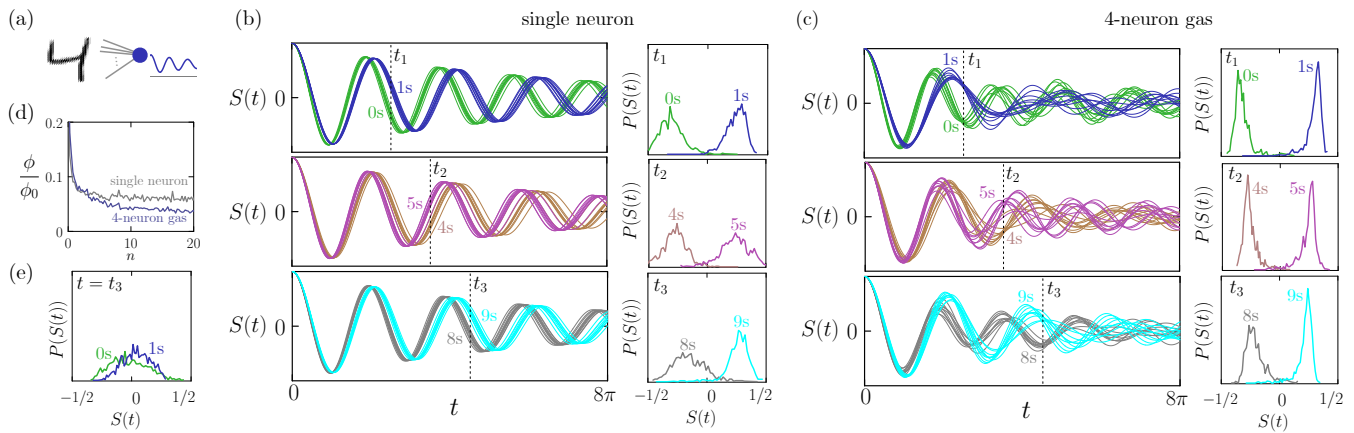 (a)
(b)
single neuron
(c)
4-neuron gas
(d)
0.2
ϕ
ϕ0
0
single neuron
4-neuron gas
0
10
20
n
(e)
t = t3
P(S(t))
0s
1s
−1/2
0
1/2
S(t)
S(t) 0
t1
1s
0s
S(t) 0
t2
5s
4s
S(t) 0
t3
9s
8s
0
t
8π
t1
P(S(t))
0s
1s
t2
P(S(t))
4s
5s
t3
P(S(t))
8s
9s
−1/2
0
1/2
S(t)
S(t) 0
1s
t1
0s
S(t) 0
t2
5s
4s
S(t) 0
t3
9s
8s
0
t
8π
t1
P(S(t))
0s
1s
t2
P(S(t))
4s
5s
t3
P(S(t))
8s
9s
−1/2
0
1/2
S(t)